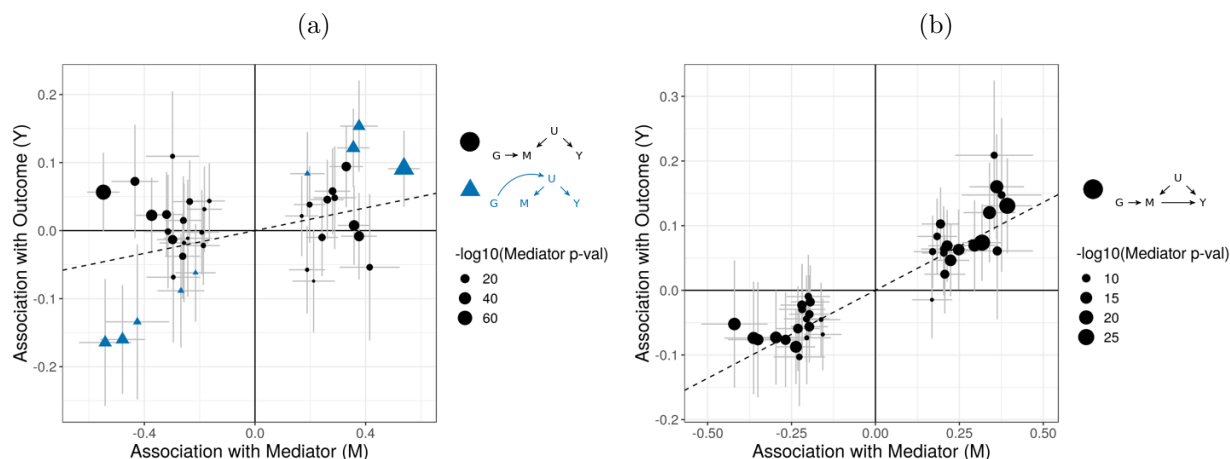 (a)
0.2
0.1
0.0
-0.1
-0.2
-0.4
0.0
0.4
Association with Mediator (M)
Association with Outcome (Y)
U
G
M
Y
U
G
M
Y
-log10(Mediator p-val)
20
40
60
(b)
0.3
0.2
0.1
0.0
-0.1
-0.2
-0.50
-0.25
0.00
0.25
0.50
Association with Mediator (M)
Association with Outcome (Y)
U
G
M
Y
-log10(Mediator p-val)
10
15
20
25